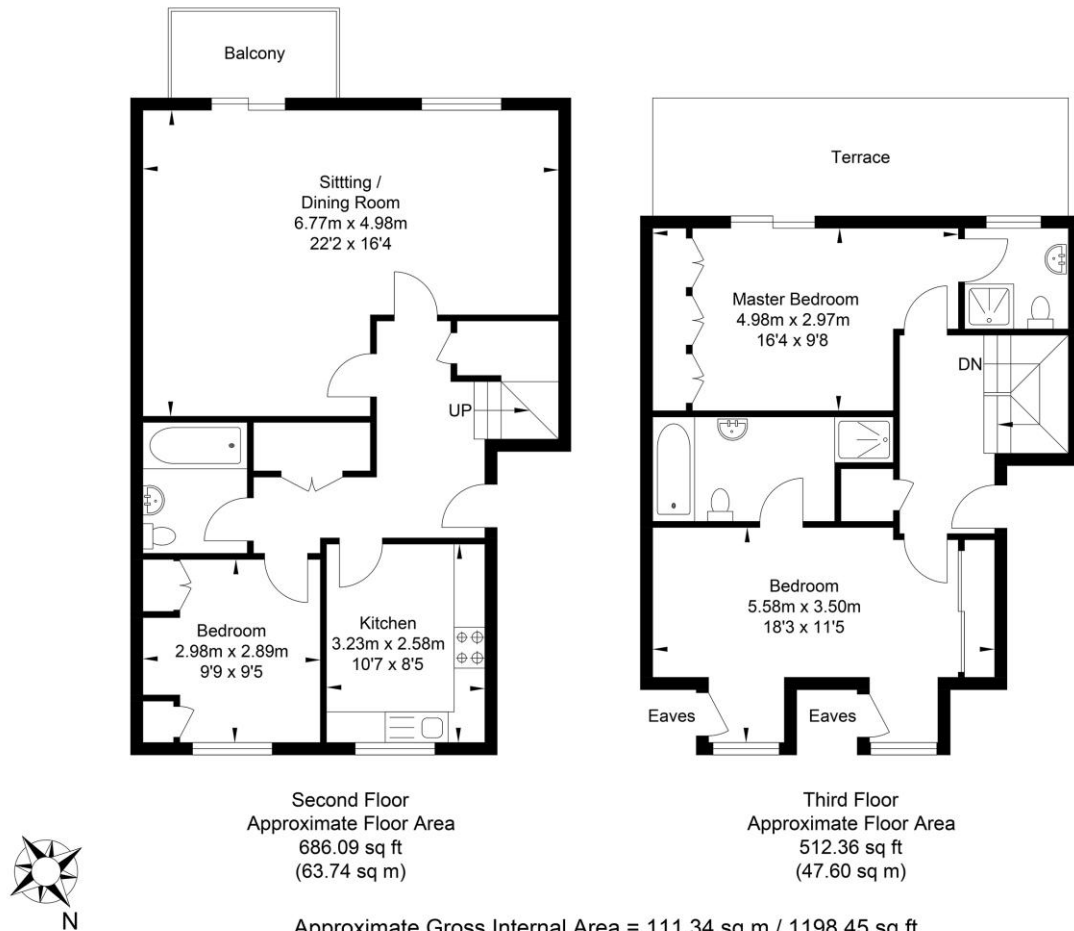 Balcony
Sittting /
Dining Room
6.77m x 4.98m
22'2 x 16'4
UP
Bedroom
2.98m x 2.89m
9'9 x 9'5
Kitchen
3.23m x 2.58m
10'7 x 8'5
Second Floor
Approximate Floor Area
686.09 sq ft
(63.74 sq m)
Terrace
Master Bedroom
4.98m x 2.97m
16'4 x 9'8
DN
Bedroom
5.58m x 3.50m
18'3 x 11'5
Eaves
Eaves
Third Floor
Approximate Floor Area
512.36 sq ft
(47.60 sq m)
N
Approximate Gross Internal Area = 111.34 sq m / 1198.45 sq ft